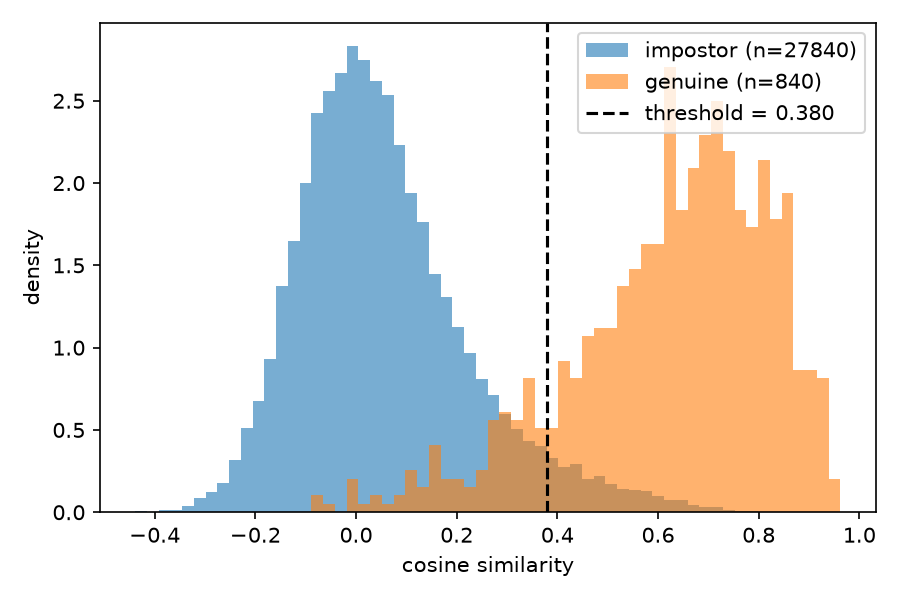 impostor (n=27840)
genuine (n=840)
threshold = 0.380
density
2.5
2.0
1.5
1.0
0.5
0.0
−0.4 −0.2 0.0 0.2 0.4 0.6 0.8 1.0
cosine similarity